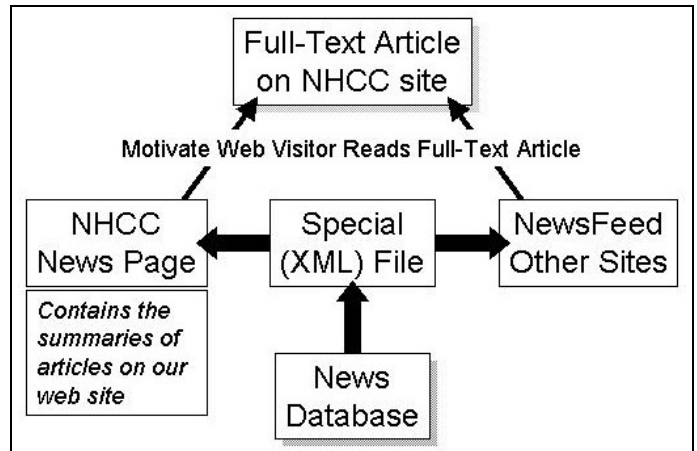 Full-Text Article
on NHCC site
Motivate Web Visitor Reads Full-Text Article
NHCC
News Page
Special
(XML) File
NewsFeed
Other Sites
Contains the
summaries of
articles on our
web site
News
Database